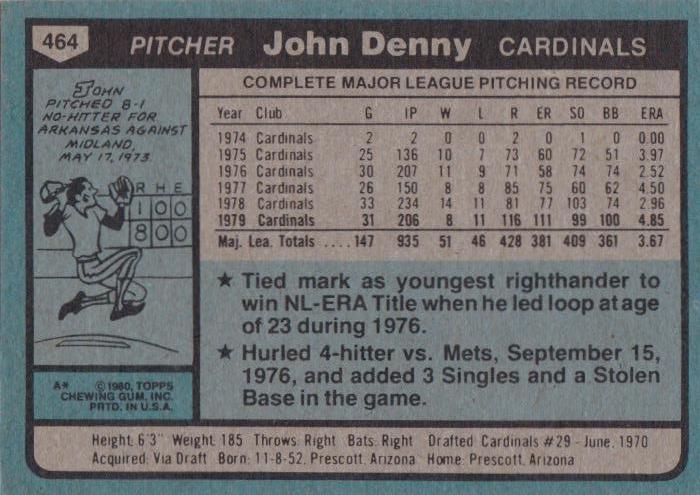 464 PITCHER John Denny CARDINALS
JOHN
PITCHED 8-1
NO-HITTER FOR
ARKANSAS AGAINST
MIDLAND,
MAY 17, 1973.
R H E
1 0 0
8 0 0
A* © 1980, TOPPS
CHEWING GUM, INC.
PRTD. IN U.S.A.
COMPLETE MAJOR LEAGUE PITCHING RECORD
Year Club G IP W L R ER SO BB ERA
1974 Cardinals 2 2 0 0 2 0 1 0 0.00
1975 Cardinals 25 136 10 7 73 60 72 51 3.97
1976 Cardinals 30 207 11 9 71 58 74 74 2.52
1977 Cardinals 26 150 8 8 85 75 60 62 4.50
1978 Cardinals 33 234 14 11 81 77 103 74 2.96
1979 Cardinals 31 206 8 11 116 111 99 100 4.85
Maj. Lea. Totals ....147 935 51 46 428 381 409 361 3.67
★ Tied mark as youngest righthander to
win NL-ERA Title when he led loop at age
of 23 during 1976.
★ Hurled 4-hitter vs. Mets, September 15,
1976, and added 3 Singles and a Stolen
Base in the game.
Height: 6'3" Weight: 185 Throws: Right Bats: Right Drafted: Cardinals #29 - June, 1970
Acquired: Via Draft Born: 11-8-52, Prescott, Arizona Home: Prescott, Arizona